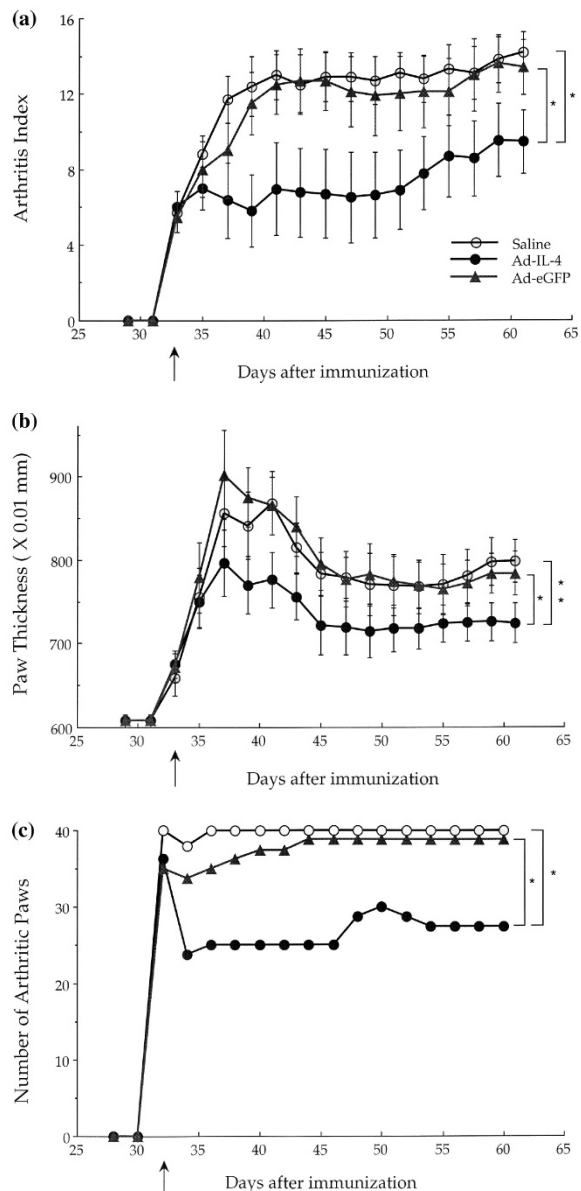 (a)
16
12
8
4
0
Arthritis Index
*
*
Saline
Ad-IL-4
Ad-eGFP
25 30 35 40 45 50 55 60 65
Days after immunization
(b)
900
800
700
600
Paw Thickness ( X 0.01 mm)
*
*
*
25 30 35 40 45 50 55 60 65
Days after immunization
(c)
40
30
20
10
0
Number of Arthritic Paws
*
*
25 30 35 40 45 50 55 60 65
Days after immunization